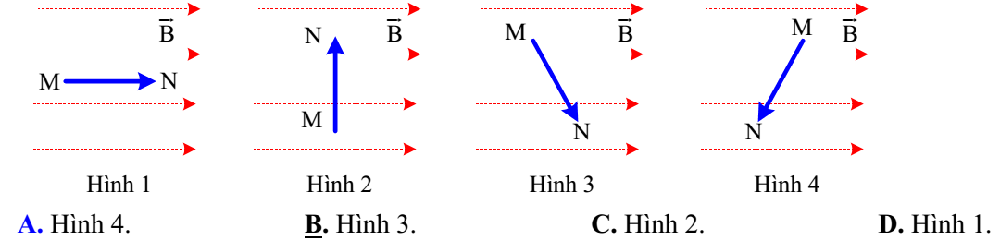 B B B B
N M M
M N
M N N
Hình 1 Hình 2 Hình 3 Hình 4
A. Hình 4. B. Hình 3. C. Hình 2. D. Hình 1.